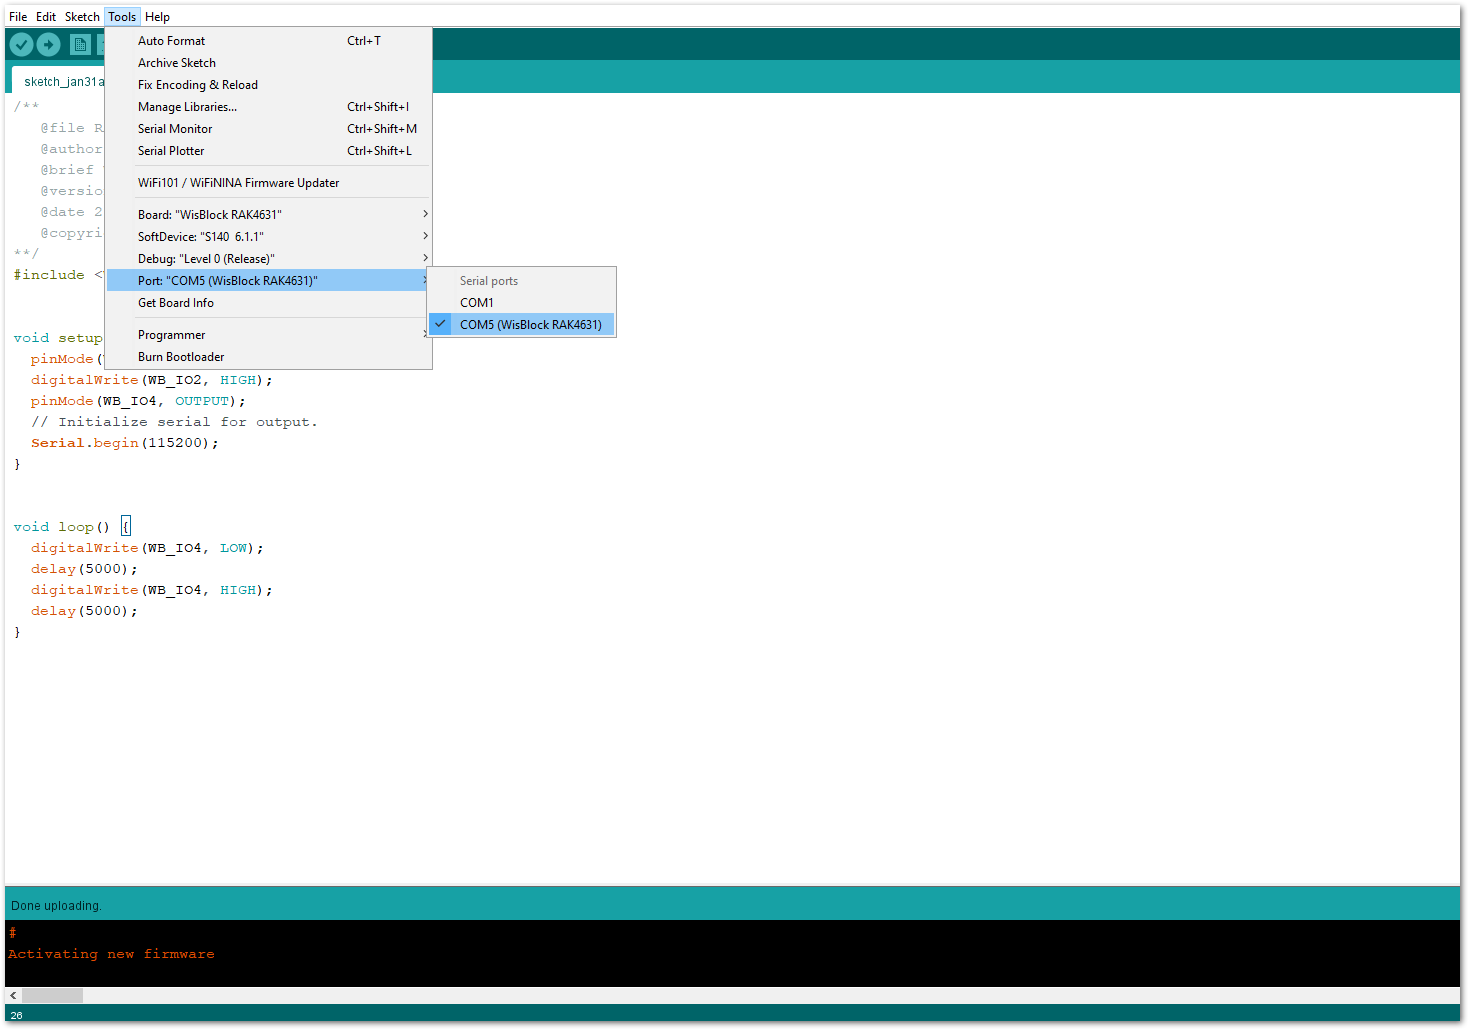 File Edit Sketch Tools Help
Auto Format Ctrl+T
Archive Sketch
Fix Encoding & Reload
Manage Libraries... Ctrl+Shift+I
Serial Monitor Ctrl+Shift+M
Serial Plotter Ctrl+Shift+L
WiFi101 / WiFiNINA Firmware Updater
Board: "WisBlock RAK4631"
SoftDevice: "S140 6.1.1"
Debug: "Level 0 (Release)"
Port: "COM5 (WisBlock RAK4631)"
Get Board Info
Programmer
Burn Bootloader
Serial ports
COM1
COM5 (WisBlock RAK4631)
sketch_jan31a
/**
@file R
@author
@brief
@versio
@date 2
@copyri
**/
#include <
void setup
pinMode(
digitalWrite(WB_IO2, HIGH);
pinMode(WB_IO4, OUTPUT);
// Initialize serial for output.
Serial.begin(115200);
}
void loop() {
digitalWrite(WB_IO4, LOW);
delay(5000);
digitalWrite(WB_IO4, HIGH);
delay(5000);
}
Done uploading.
#
Activating new firmware
26